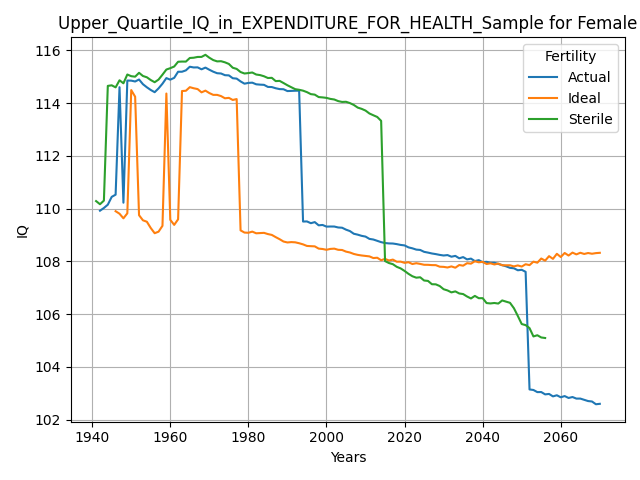 Upper_Quartile_IQ_in_EXPENDITURE_FOR_HEALTH_Sample for Female
Fertility
Actual
Ideal
Sterile
IQ
116
114
112
110
108
106
104
102
1940
1960
1980
2000
2020
2040
2060
Years